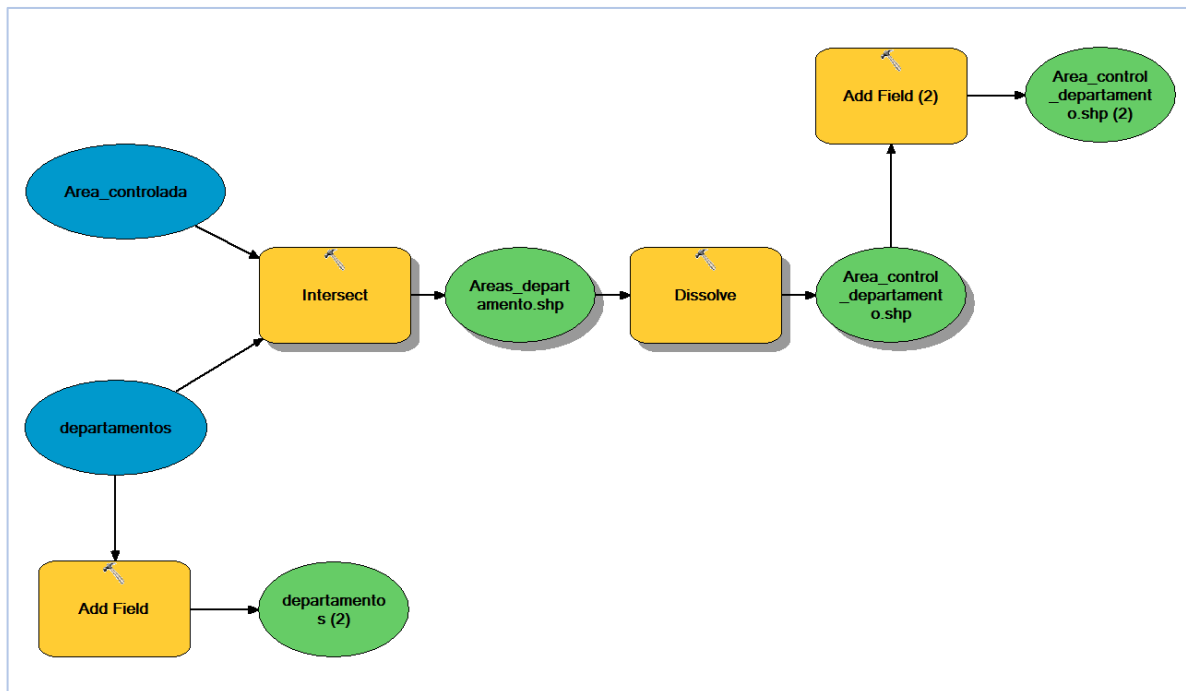 Area_control
_departament
o.shp (2)
Add Field (2)
Area_controlada
Intersect
Areas_depart
amento.shp
Dissolve
Area_control
_departament
o.shp
departamentos
Add Field
departamento
s (2)